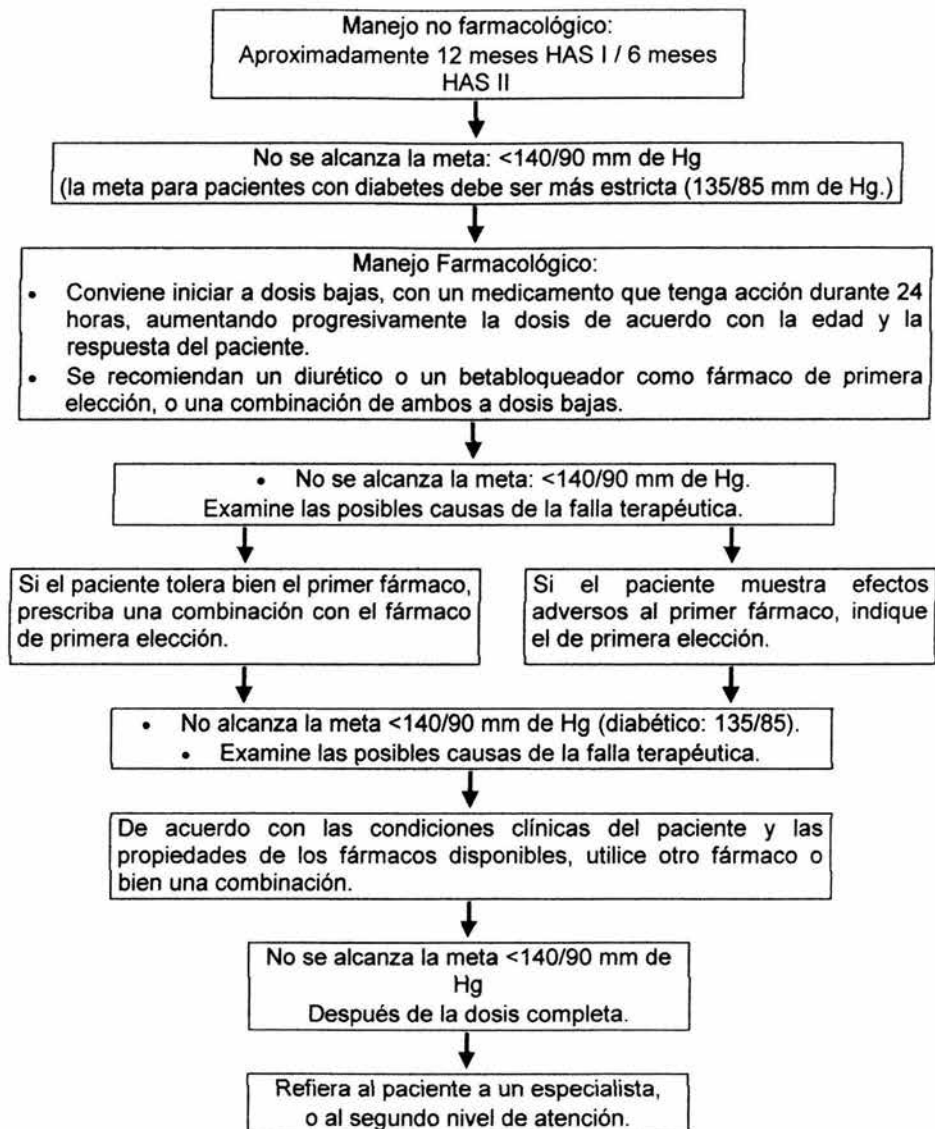 Manejo no farmacológico:
Aproximadamente 12 meses HAS I / 6 meses
HAS II
No se alcanza la meta: <140/90 mm de Hg
(la meta para pacientes con diabetes debe ser más estricta (135/85 mm de Hg.)
Manejo Farmacológico:
• Conviene iniciar a dosis bajas, con un medicamento que tenga acción durante 24
horas, aumentando progresivamente la dosis de acuerdo con la edad y la
respuesta del paciente.
• Se recomiendan un diurético o un betabloqueador como fármaco de primera
elección, o una combinación de ambos a dosis bajas.
• No se alcanza la meta: <140/90 mm de Hg.
Examine las posibles causas de la falla terapéutica.
Si el paciente tolera bien el primer fármaco,
prescriba una combinación con el fármaco
de primera elección.
Si el paciente muestra efectos
adversos al primer fármaco, indique
el de primera elección.
• No alcanza la meta <140/90 mm de Hg (diabético: 135/85).
• Examine las posibles causas de la falla terapéutica.
De acuerdo con las condiciones clínicas del paciente y las
propiedades de los fármacos disponibles, utilice otro fármaco o
bien una combinación.
No se alcanza la meta <140/90 mm de
Hg
Después de la dosis completa.
Refiera al paciente a un especialista,
o al segundo nivel de atención.